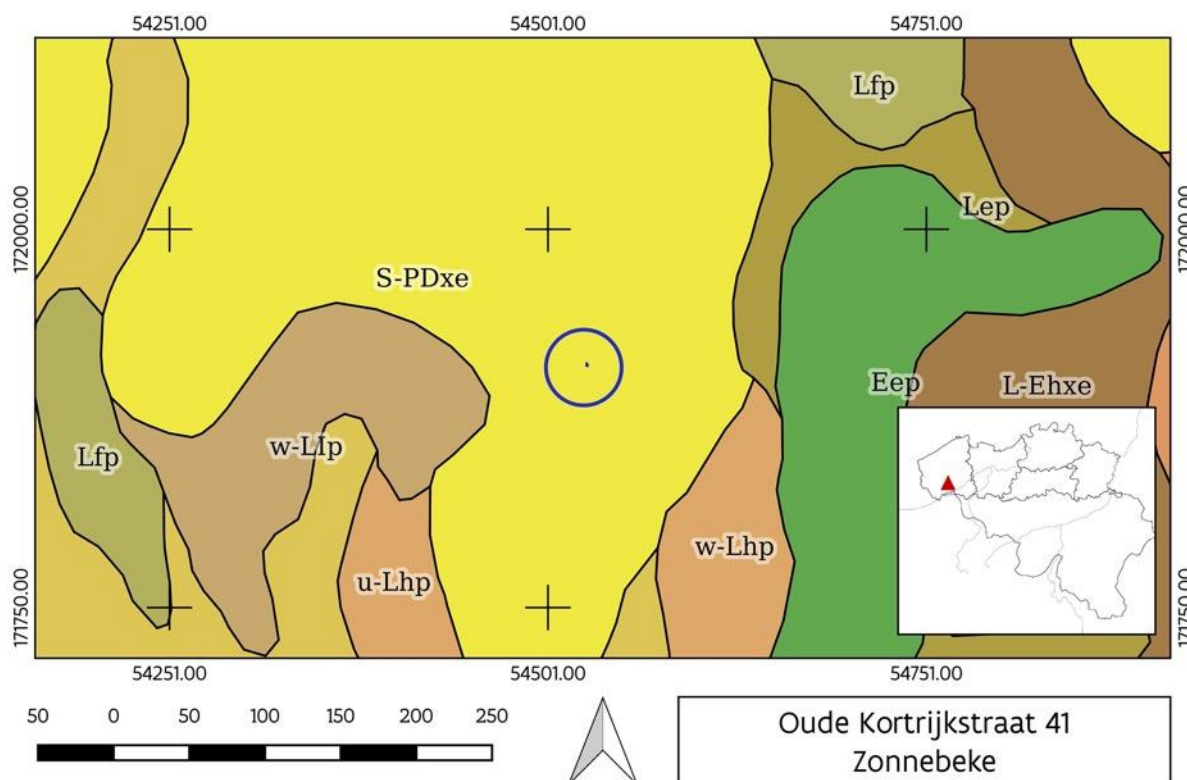 54251.00 54501.00 54751.00
Lfp
172000.00 172000.00
Lep
S-PDxe
Eep L-Ehxe
w-LIp
Lfp
w-Lhp
u-Lhp
171750.00 171750.00
54251.00 54501.00 54751.00
50 0 50 100 150 200 250
Oude Kortrijkstraat 41
Zonnebeke